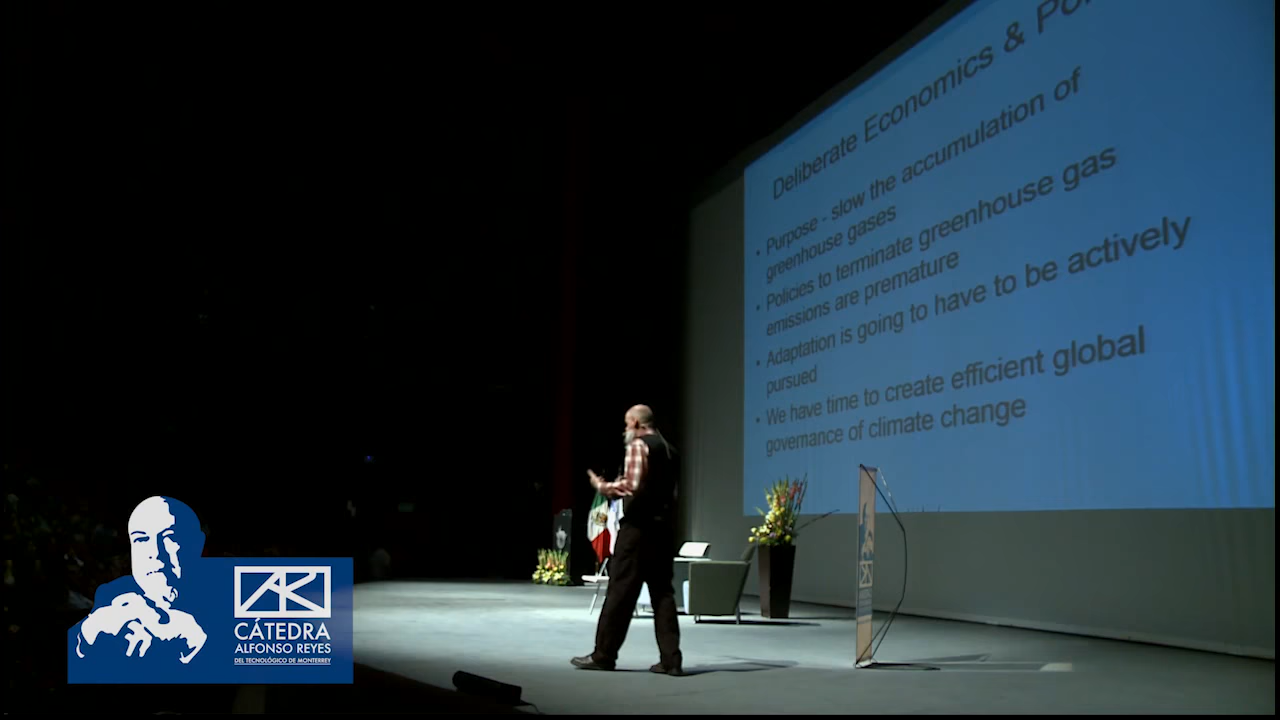 Deliberate Economics &
• Purpose - slow the accumulation of
greenhouse gases
• Policies to terminate greenhouse gas
emissions are premature
• Adaptation is going to have to be actively
pursued
• We have time to create efficient global
governance of climate change
AR
CÁTEDRA
ALFONSO REYES
DEL TECNOLÓGICO DE MONTERREY